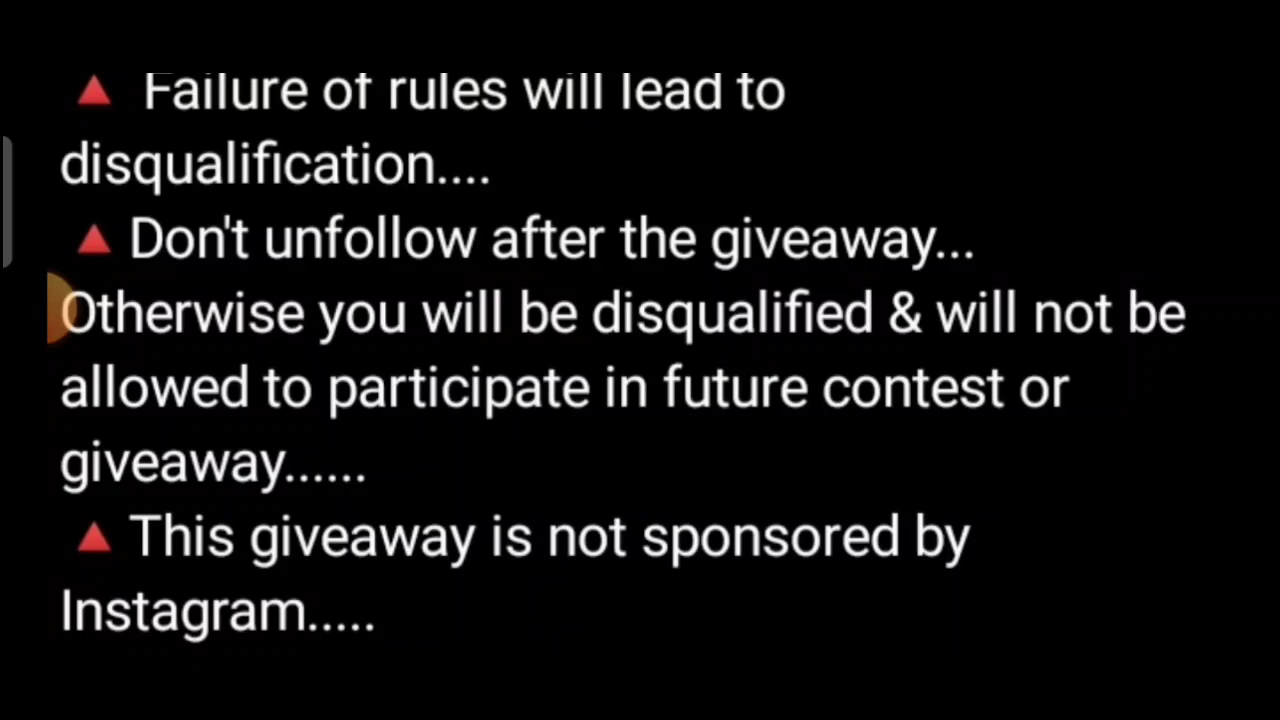 🔺 Failure of rules will lead to
disqualification....
🔺Don't unfollow after the giveaway...
Otherwise you will be disqualified & will not be
allowed to participate in future contest or
giveaway......
🔺This giveaway is not sponsored by
Instagram.....